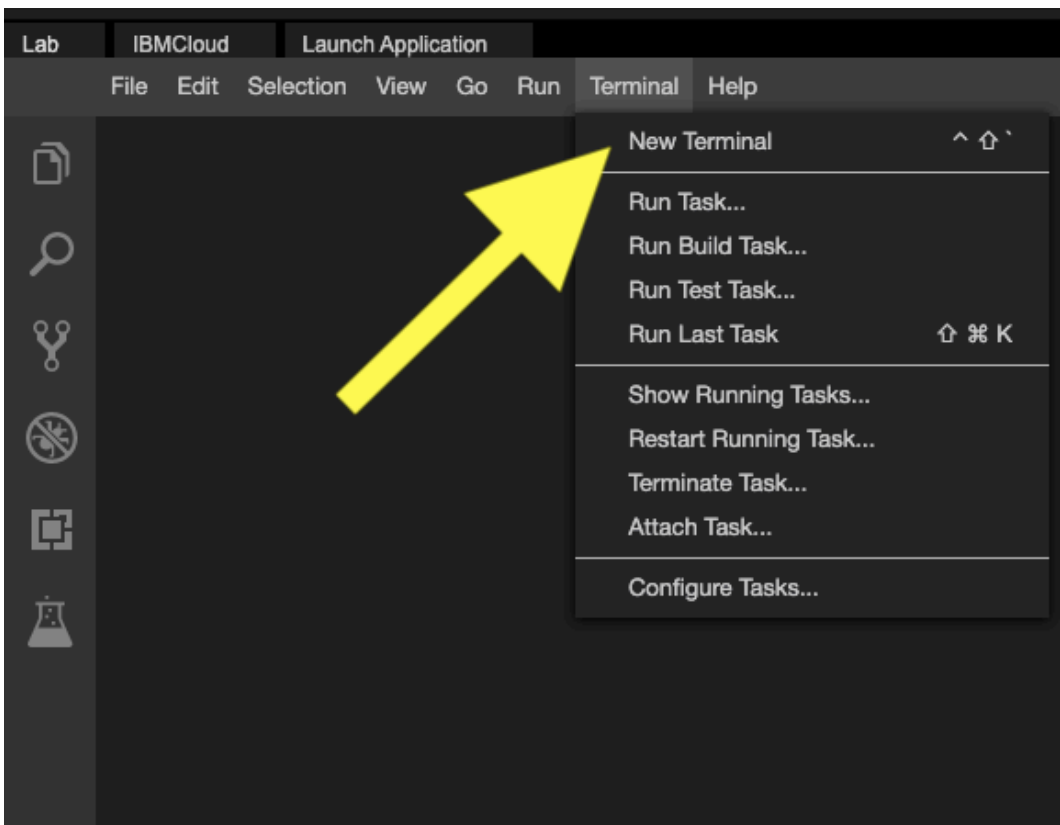 Lab IBMCloud Launch Application
File Edit Selection View Go Run Terminal Help
New Terminal ^ ⇧ `
Run Task...
Run Build Task...
Run Test Task...
Run Last Task ⇧ ⌘ K
Show Running Tasks...
Restart Running Task...
Terminate Task...
Attach Task...
Configure Tasks...